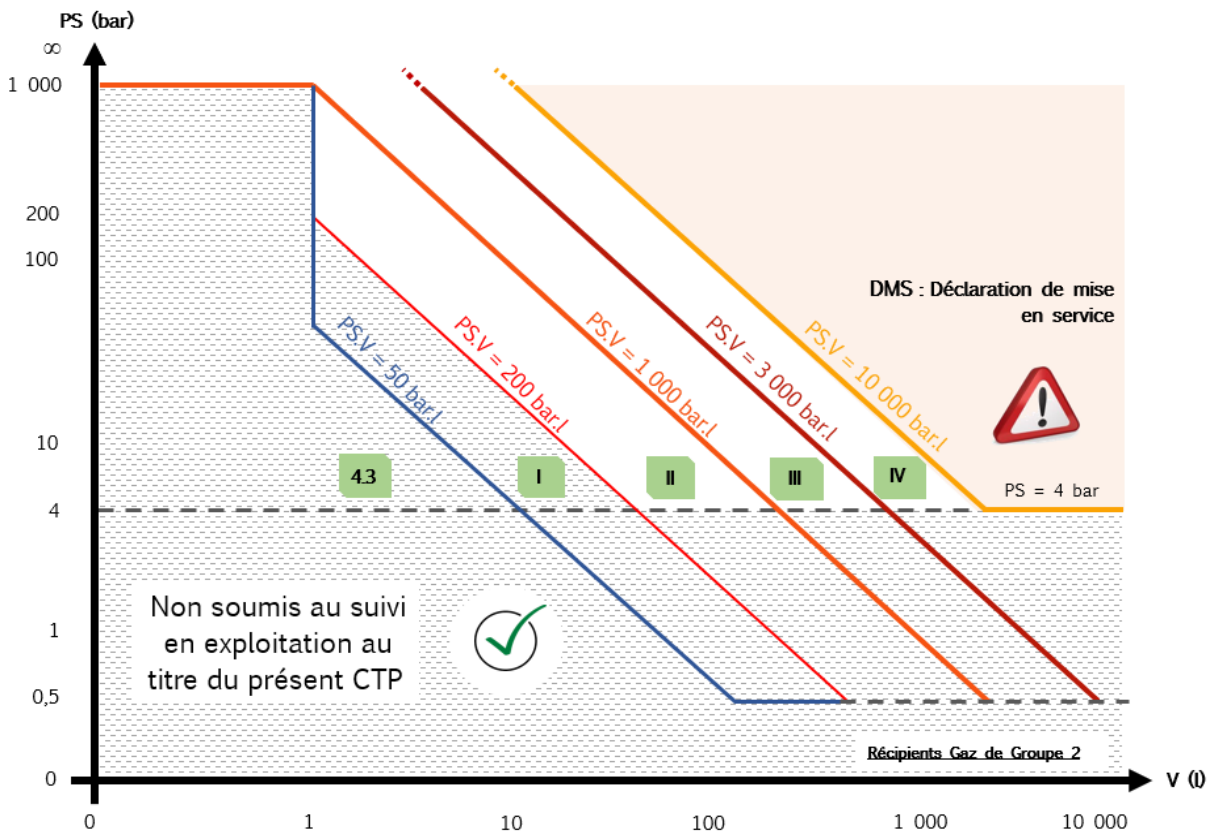 PS (bar)
∞
1 000
200
100
10
4
1
0,5
0
DMS : Déclaration de mise
en service
PS.V = 50 bar.l
PS.V = 200 bar.l
PS.V = 1 000 bar.l
PS.V = 3 000 bar.l
PS.V = 10 000 bar.l
4.3
I
II
III
IV
PS = 4 bar
Non soumis au suivi
en exploitation au
titre du présent CTP
Récipients Gaz de Groupe 2
V (l)
0
1
10
100
1 000
10 000